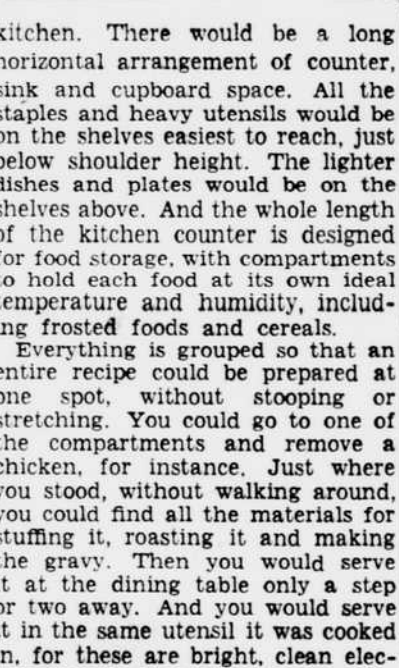 kitchen. There would be a long
horizontal arrangement of counter,
sink and cupboard space. All the
staples and heavy utensils would be
on the shelves easiest to reach, just
below shoulder height. The lighter
dishes and plates would be on the
shelves above. And the whole length
of the kitchen counter is designed
for food storage, with compartments
to hold each food at its own ideal
temperature and humidity, includ-
ing frosted foods and cereals.
Everything is grouped so that an
entire recipe could be prepared at
one spot, without stooping or
stretching. You could go to one of
the compartments and remove a
chicken, for instance. Just where
you stood, without walking around,
you could find all the materials for
stuffing it, roasting it and making
the gravy. Then you would serve
it at the dining table only a step
or two away. And you would serve
it in the same utensil it was cooked
in, for these are bright, clean elec-